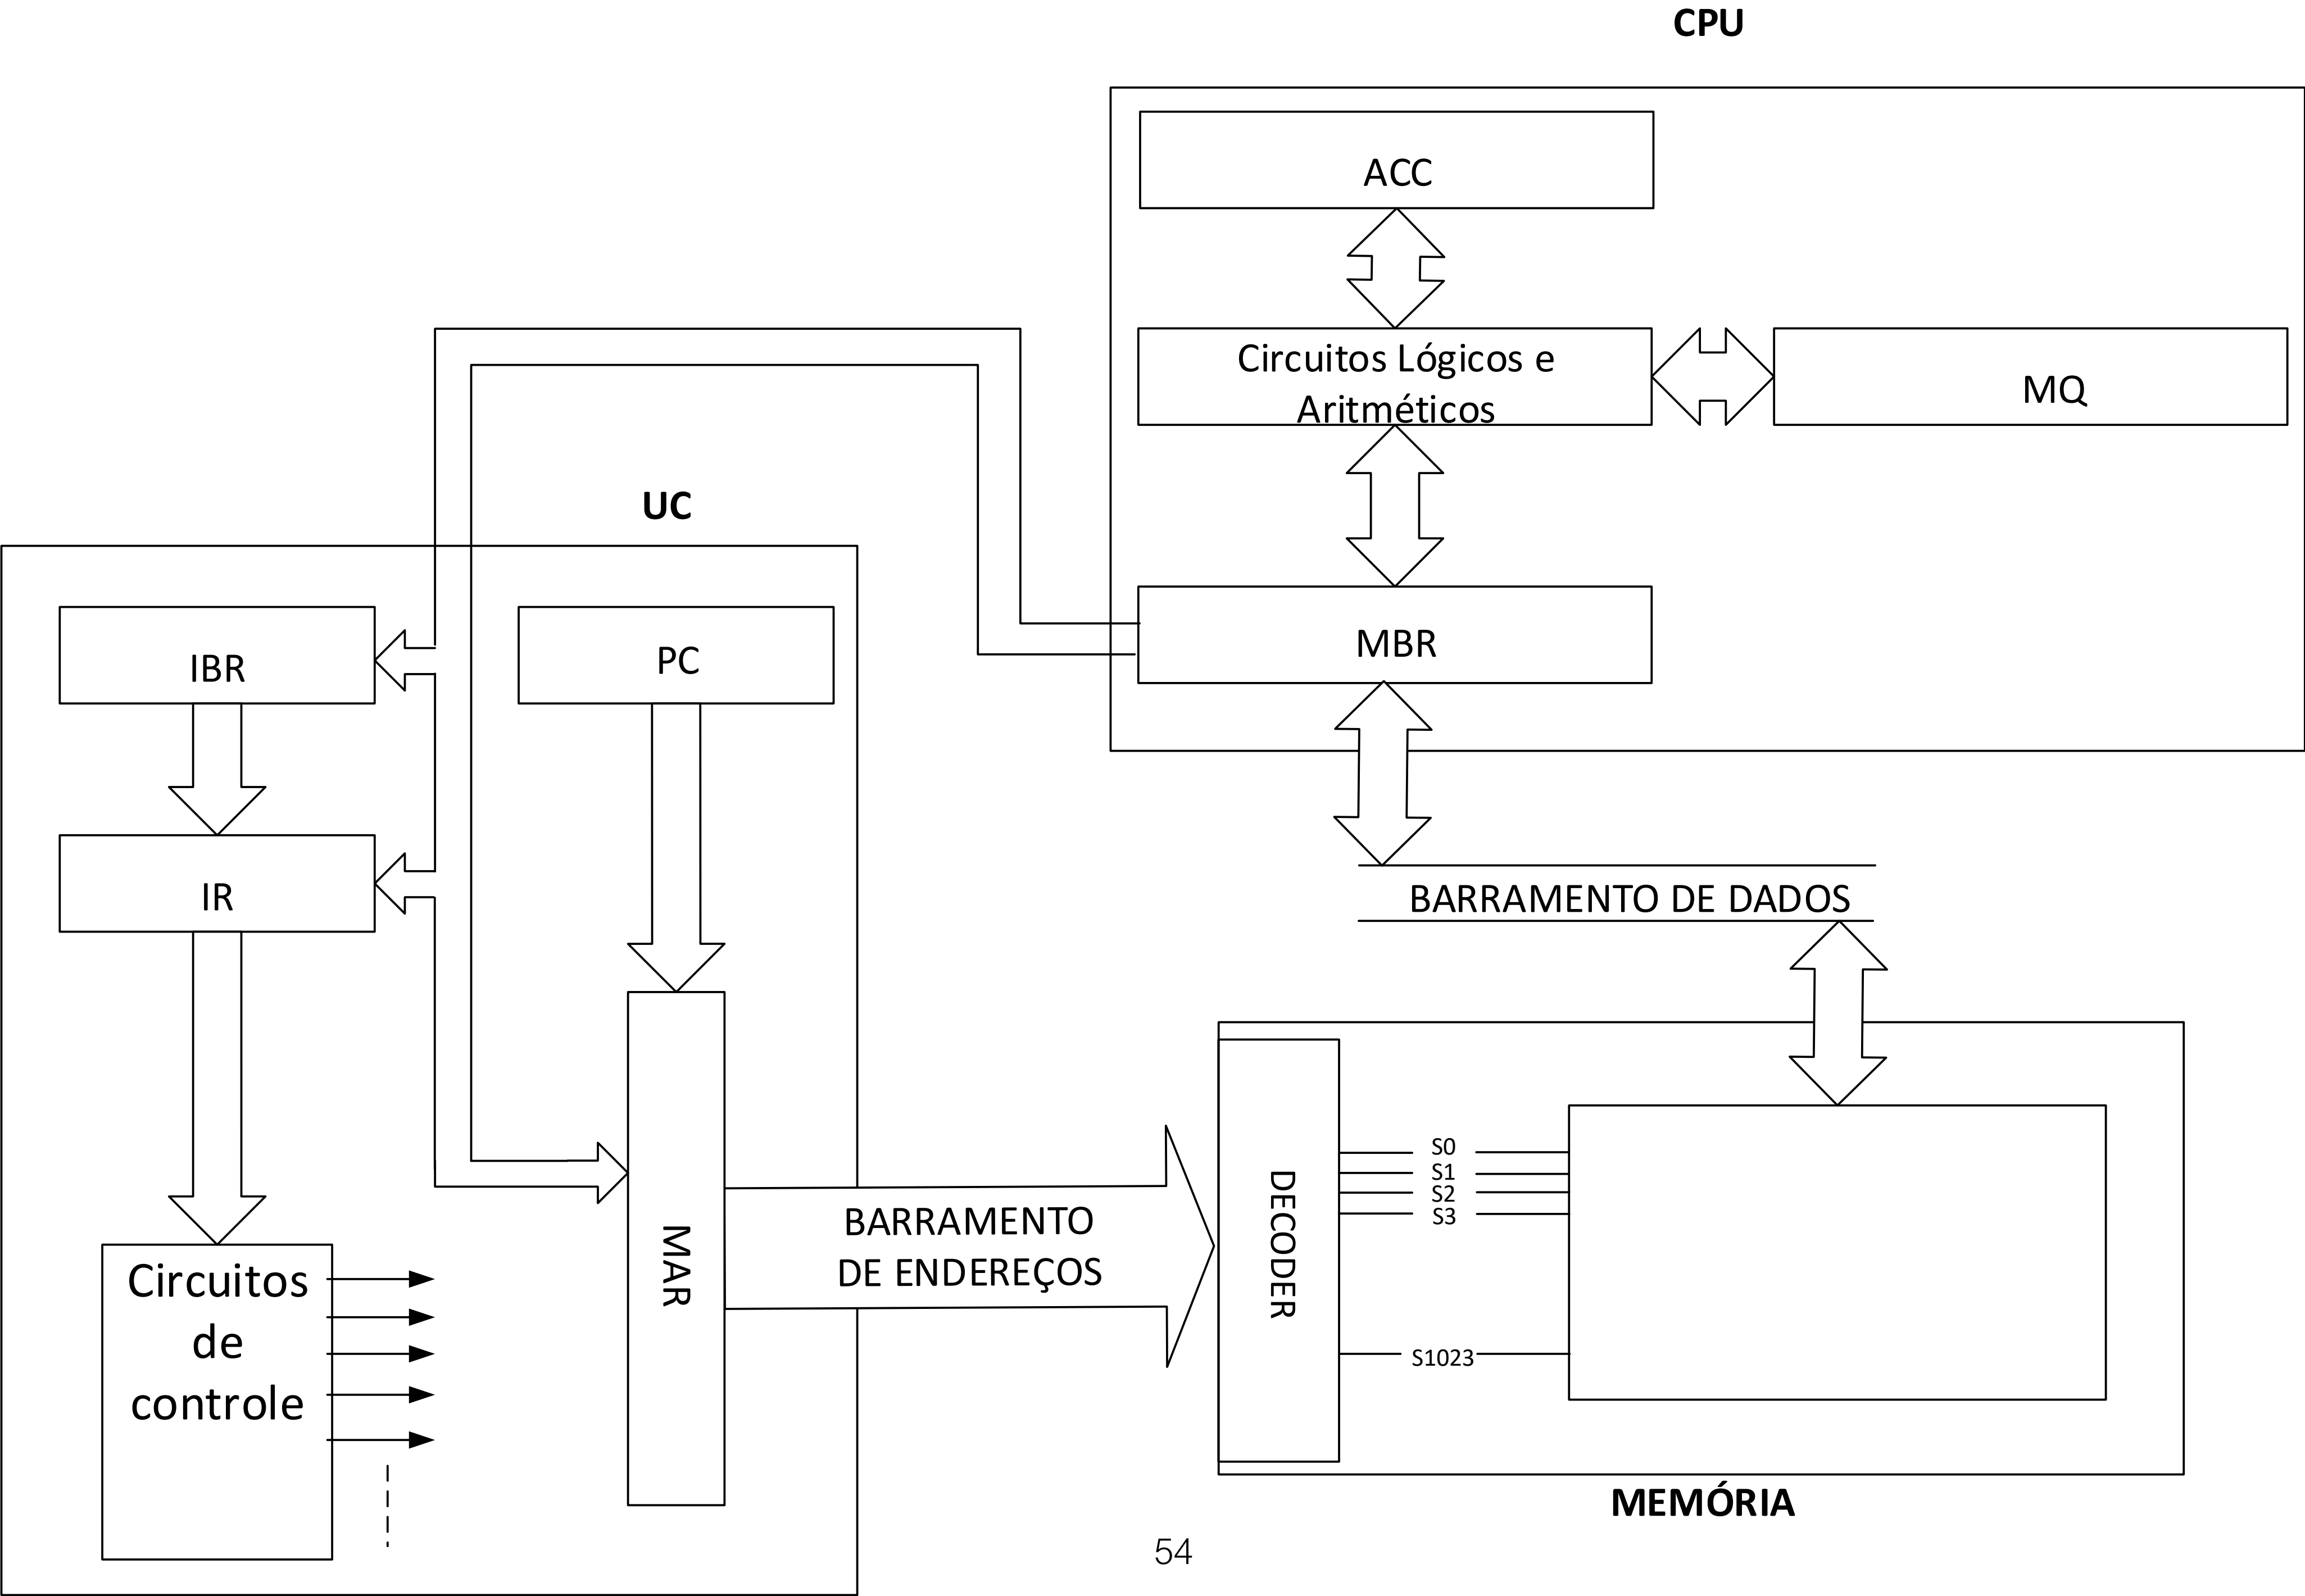 CPU
ACC
Circuitos Lógicos e
Aritméticos
MQ
UC
MBR
IBR
PC
IR
BARRAMENTO DE DADOS
S0
S1
S2
S3
DECODER
MAR
BARRAMENTO
DE ENDEREÇOS
Circuitos
de
controle
S1023
MEMÓRIA
54